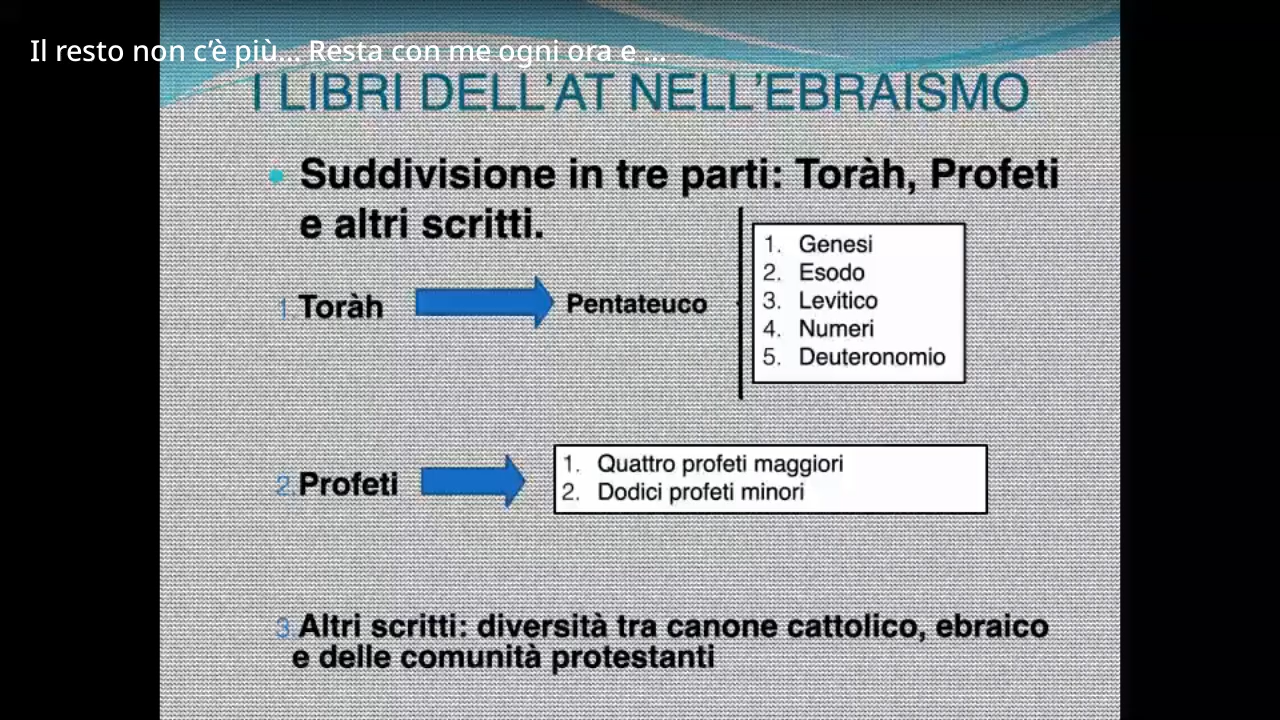 Il resto non c’è più... Resta con me ogni ora e ...
I LIBRI DELL’AT NELL’EBRAISMO
Suddivisione in tre parti: Toràh, Profeti
e altri scritti.
1. Toràh
Pentateuco
1. Genesi
2. Esodo
3. Levitico
4. Numeri
5. Deuteronomio
2. Profeti
1. Quattro profeti maggiori
2. Dodici profeti minori
3. Altri scritti: diversità tra canone cattolico, ebraico
e delle comunità protestanti